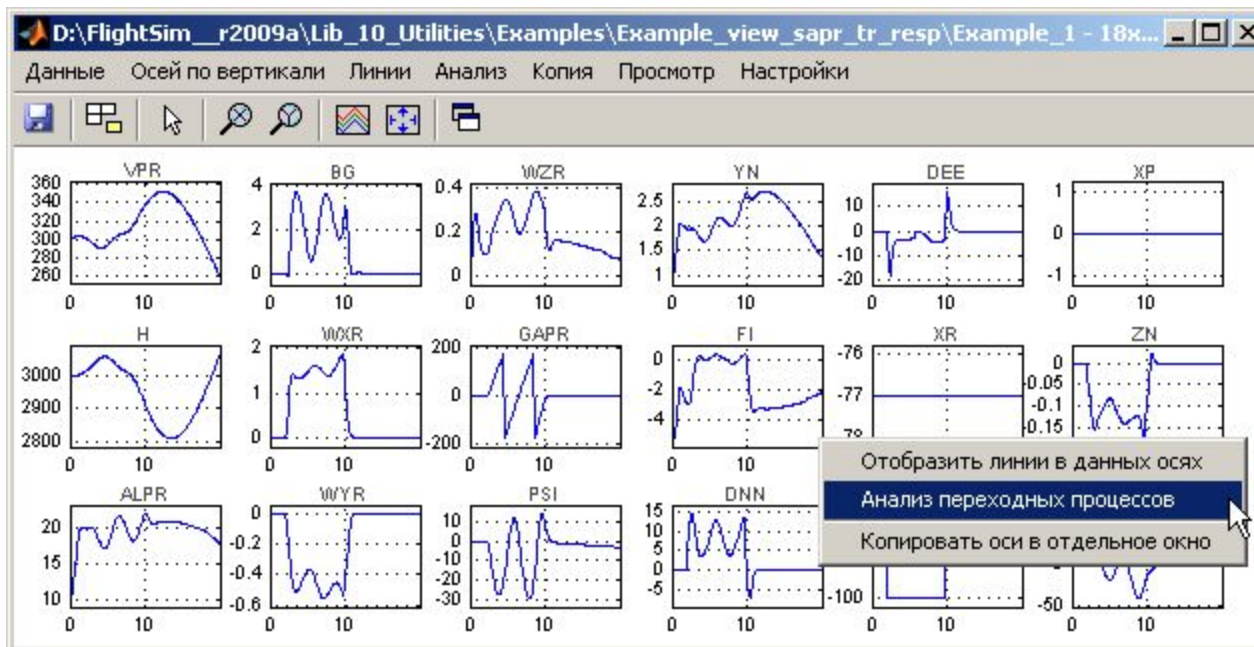 D:\FlightSim__r2009a\Lib_10_Utilities\Examples\Example_view_sapr_tr_resp\Example_1 - 18x...
Данные Осей по вертикали Линии Анализ Копия Просмотр Настройки
VPR BG WZR YN DEE XP
360 340 320 300 280 260
4 2 0
0.4 0.2 0
2.5 2 1.5 1
10 0 -10 -20
1 0 -1
0 10 0 10 0 10 0 10 0 10 0 10
H WXR GAPR FI XR ZN
3000 2900 2800
2 1 0
200 0 -200
0 -2 -4
-76 -77 -78
0 -0.05 -0.1 -0.15
0 10 0 10 0 10 0 10
Отобразить линии в данных осях
Анализ переходных процессов
Копировать оси в отдельное окно
ALPR WYR PSI DNN
20 15 10
0 -0.2 -0.4 -0.6
10 0 -10 -20 -30
15 10 5 0 -5
-100
-50
0 10 0 10 0 10 0 10 0 10 0 10